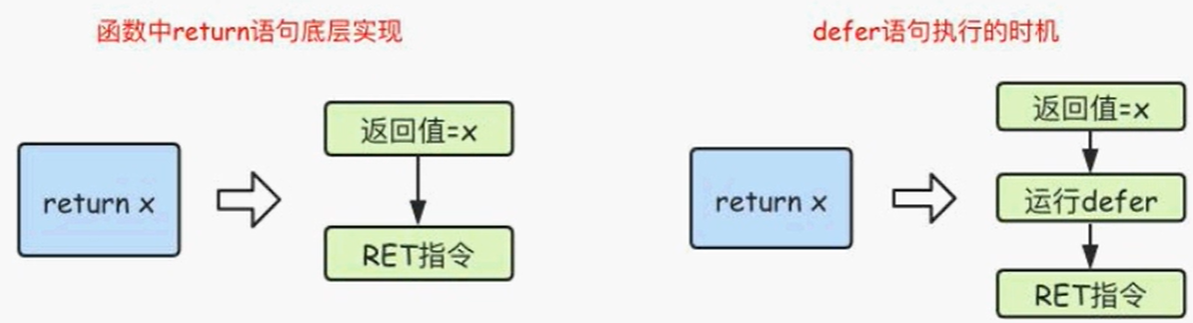 函数中return语句底层实现
return x
返回值=x
RET指令
defer语句执行的时机
return x
返回值=x
运行defer
RET指令